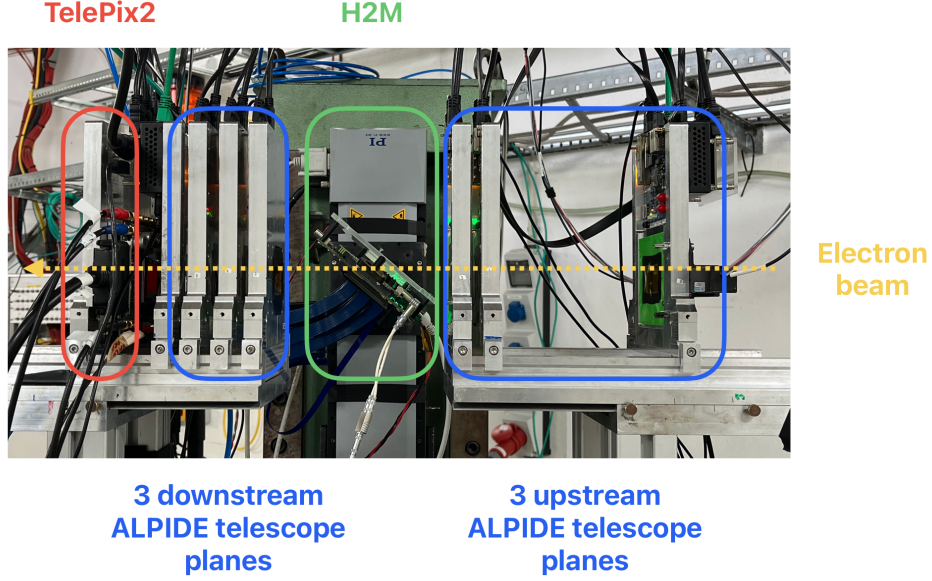 TelePix2
H2M
PI
Electron
beam
3 downstream
ALPIDE telescope
planes
3 upstream
ALPIDE telescope
planes